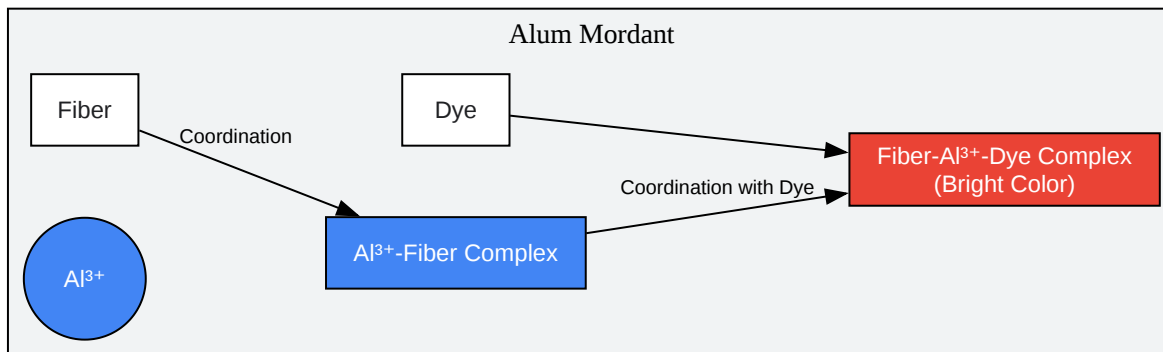 Alum Mordant
Fiber
Dye
Coordination
Fiber-Al³⁺-Dye Complex
(Bright Color)
Coordination with Dye
Al³⁺-Fiber Complex
Al³⁺